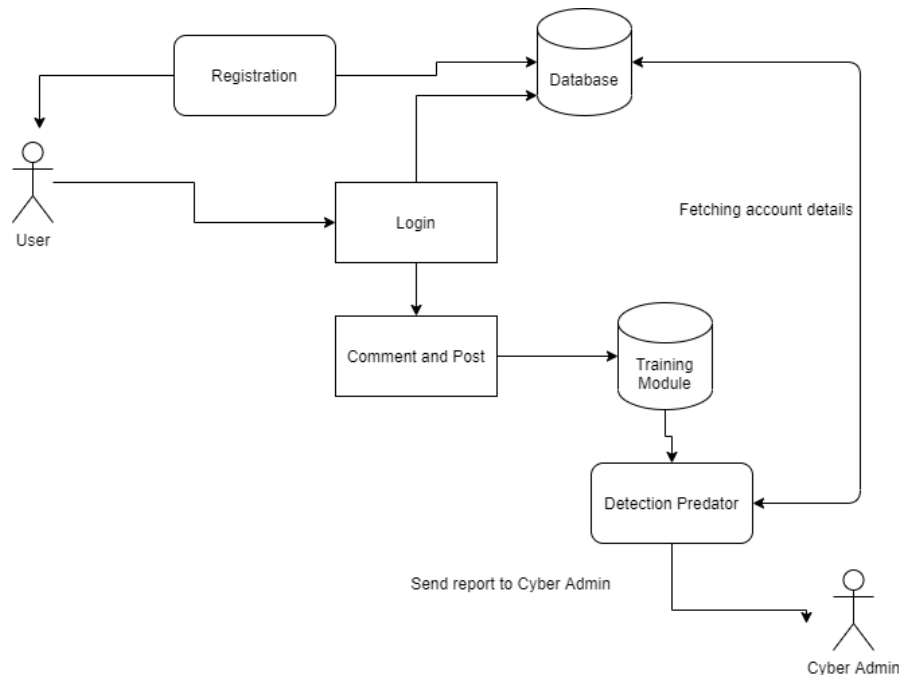 Registration
Database
User
Login
Fetching account details
Comment and Post
Training
Module
Detection Predator
Send report to Cyber Admin
Cyber Admin